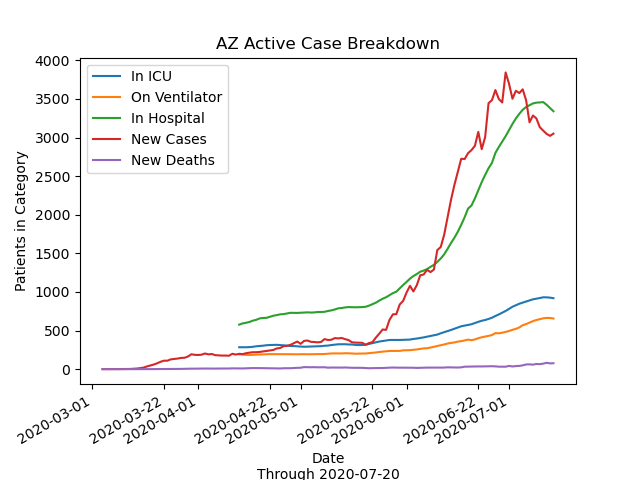 AZ Active Case Breakdown
4000
3500
3000
2500
2000
1500
1000
500
0
Patients in Category
In ICU
On Ventilator
In Hospital
New Cases
New Deaths
2020-03-01
2020-03-22
2020-04-01
2020-04-22
2020-05-01
2020-05-22
2020-06-01
2020-06-22
2020-07-01
Date
Through 2020-07-20